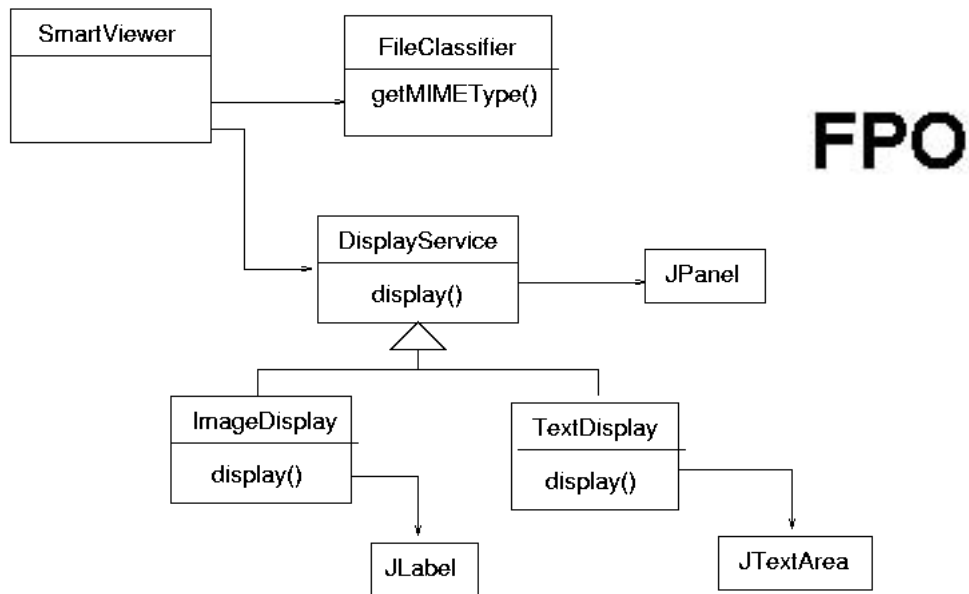 SmartViewer
FileClassifier
getMIMEType()
FPO
DisplayService
display()
JPanel
ImageDisplay
display()
TextDisplay
display()
JLabel
JTextArea